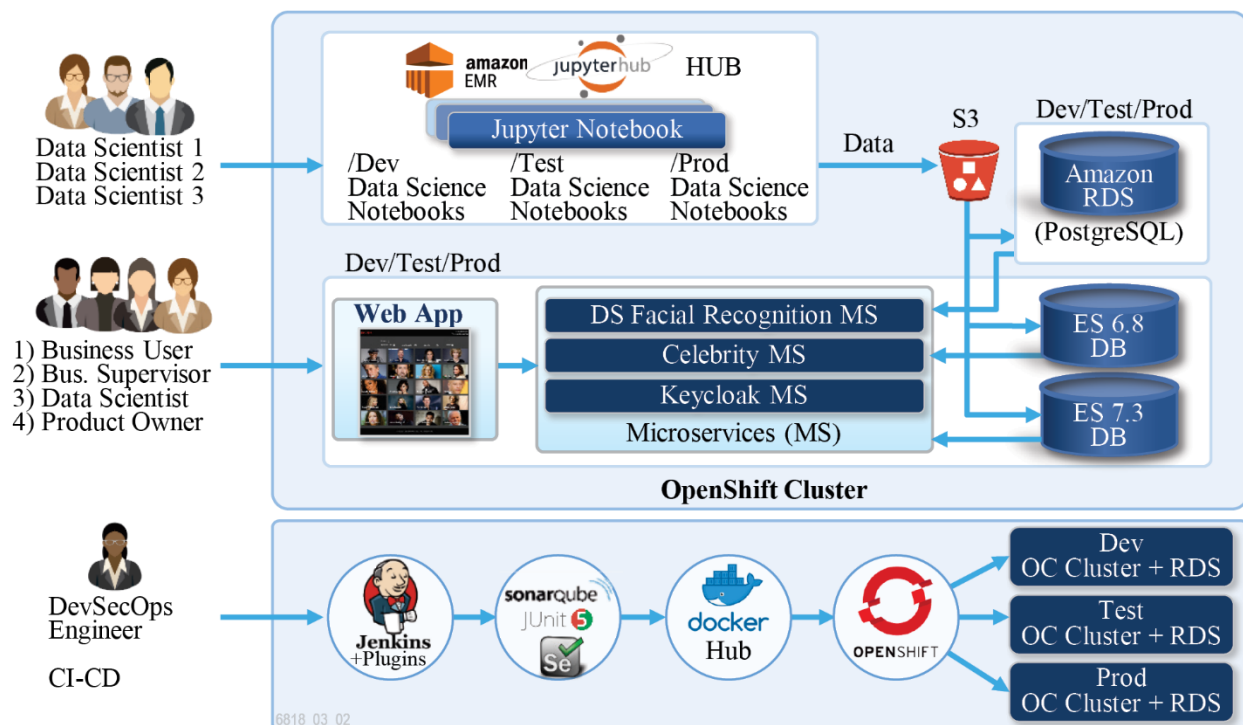 amazon
EMR
jupyterhub
HUB
Jupyter Notebook
Data Scientist 1
Data Scientist 2
Data Scientist 3
/Dev
Data Science
Notebooks
/Test
Data Science
Notebooks
/Prod
Data Science
Notebooks
Data
S3
Dev/Test/Prod
Amazon
RDS
(PostgreSQL)
Dev/Test/Prod
1) Business User
2) Bus. Supervisor
3) Data Scientist
4) Product Owner
Web App
DS Facial Recognition MS
Celebrity MS
Keycloak MS
Microservices (MS)
ES 6.8
DB
ES 7.3
DB
OpenShift Cluster
DevSecOps
Engineer
CI-CD
Jenkins
+Plugins
sonarqube
JUnit 5
Se
docker
Hub
OPENSHIFT
Dev
OC Cluster + RDS
Test
OC Cluster + RDS
Prod
OC Cluster + RDS
6818_03_02